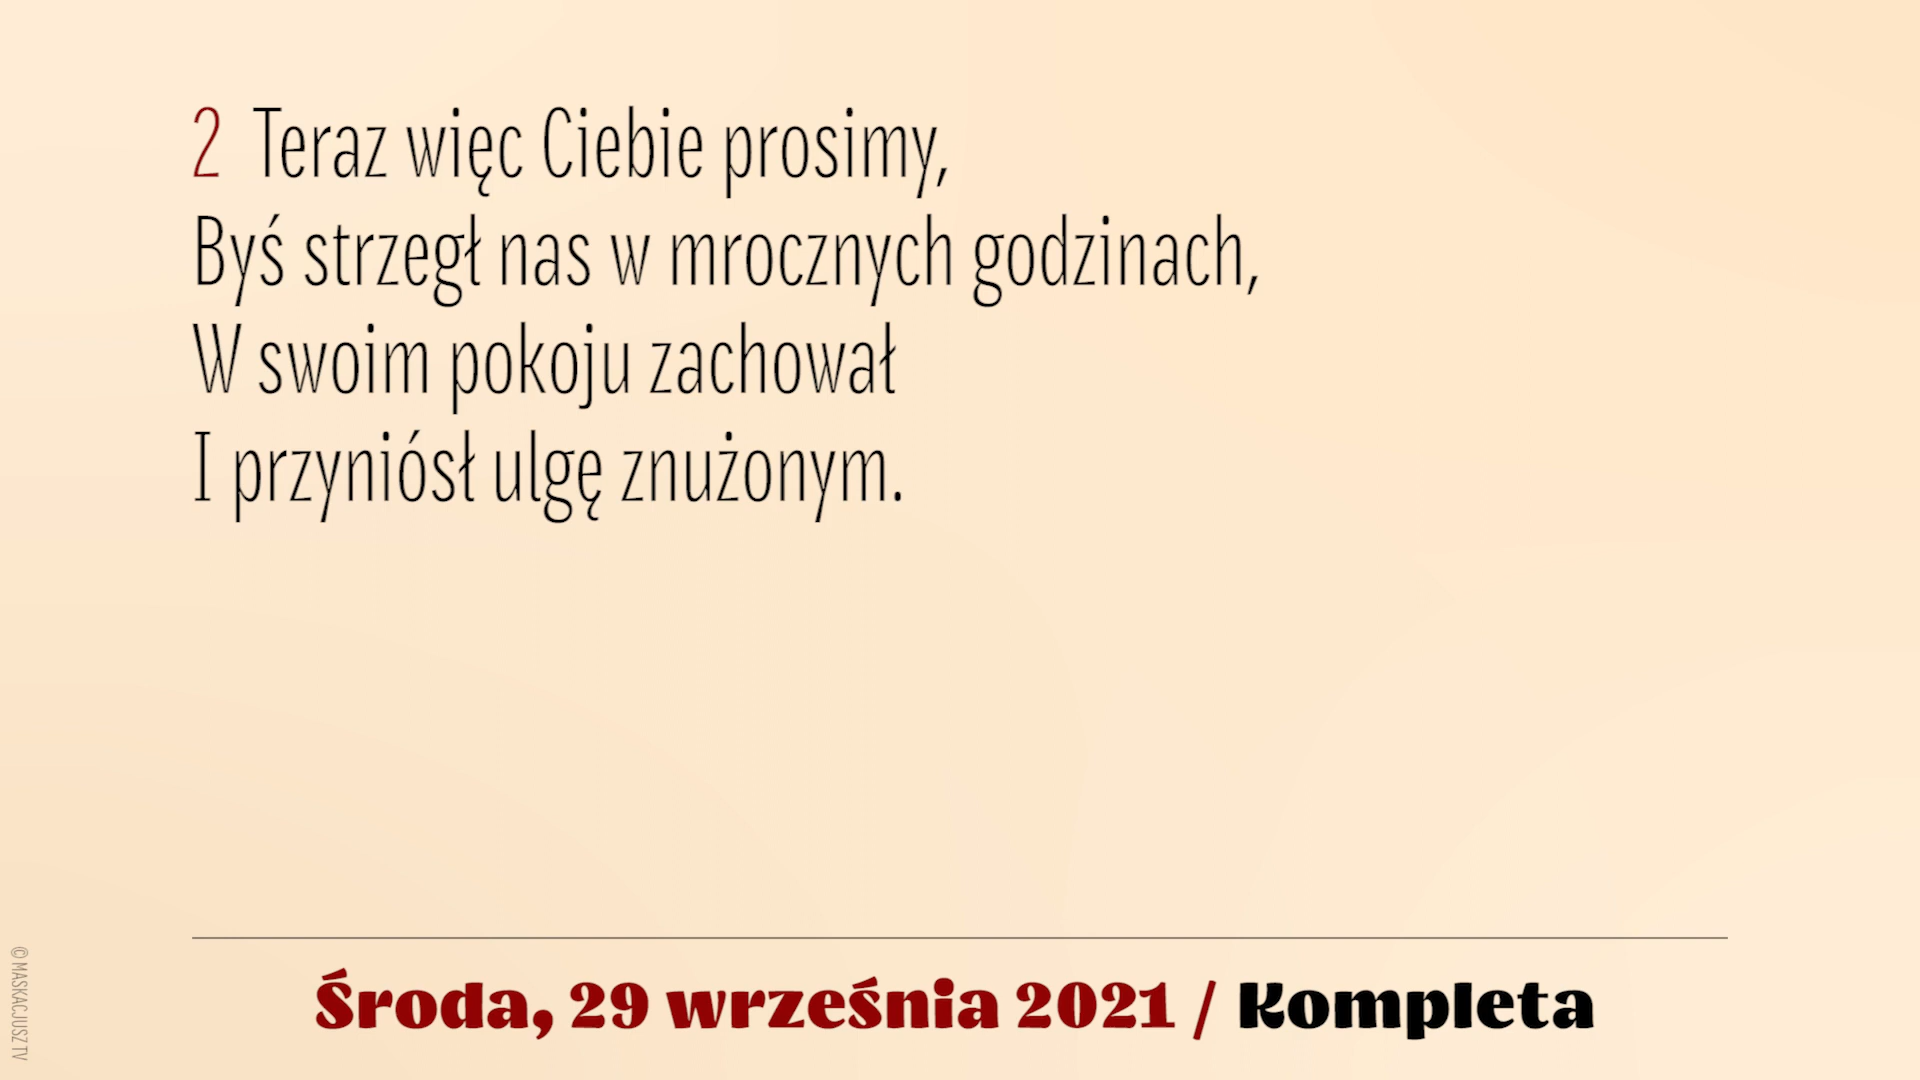 2 Teraz więc Ciebie prosimy,
Byś strzegł nas w mrocznych godzinach,
W swoim pokoju zachował
I przyniósł ulgę znużonym.
Środa, 29 września 2021 / Kompleta
© MASKACJUSZ TV